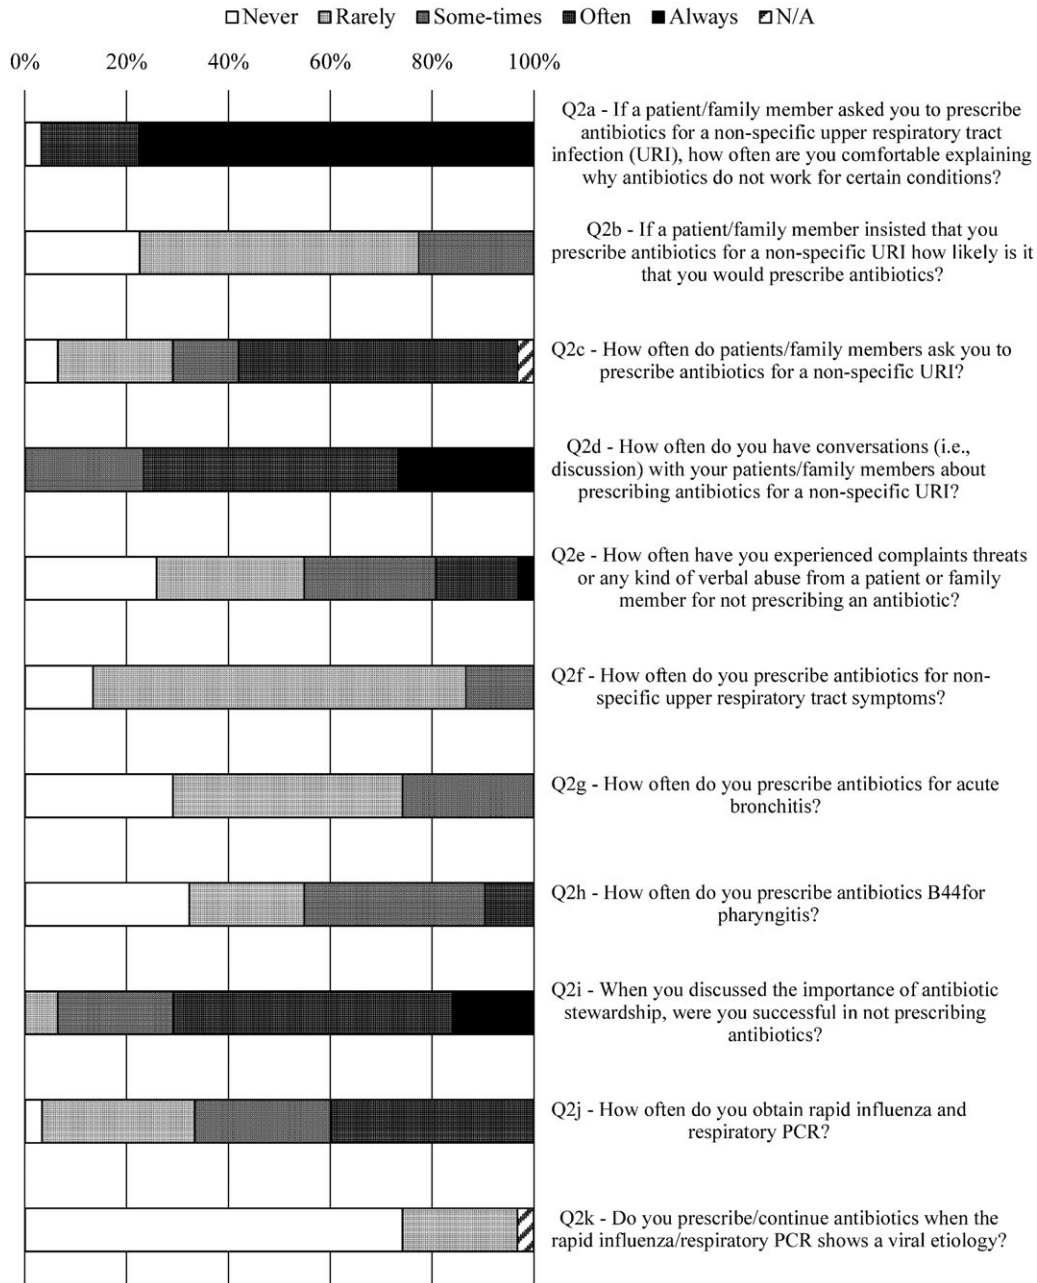 Never Rarely Some-times Often Always N/A
0% 20% 40% 60% 80% 100%
Q2a - If a patient/family member asked you to prescribe
antibiotics for a non-specific upper respiratory tract
infection (URI), how often are you comfortable explaining
why antibiotics do not work for certain conditions?
Q2b - If a patient/family member insisted that you
prescribe antibiotics for a non-specific URI how likely is it
that you would prescribe antibiotics?
Q2c - How often do patients/family members ask you to
prescribe antibiotics for a non-specific URI?
Q2d - How often do you have conversations (i.e.,
discussion) with your patients/family members about
prescribing antibiotics for a non-specific URI?
Q2e - How often have you experienced complaints threats
or any kind of verbal abuse from a patient or family
member for not prescribing an antibiotic?
Q2f - How often do you prescribe antibiotics for non-
specific upper respiratory tract symptoms?
Q2g - How often do you prescribe antibiotics for acute
bronchitis?
Q2h - How often do you prescribe antibiotics B44for
pharyngitis?
Q2i - When you discussed the importance of antibiotic
stewardship, were you successful in not prescribing
antibiotics?
Q2j - How often do you obtain rapid influenza and
respiratory PCR?
Q2k - Do you prescribe/continue antibiotics when the
rapid influenza/respiratory PCR shows a viral etiology?